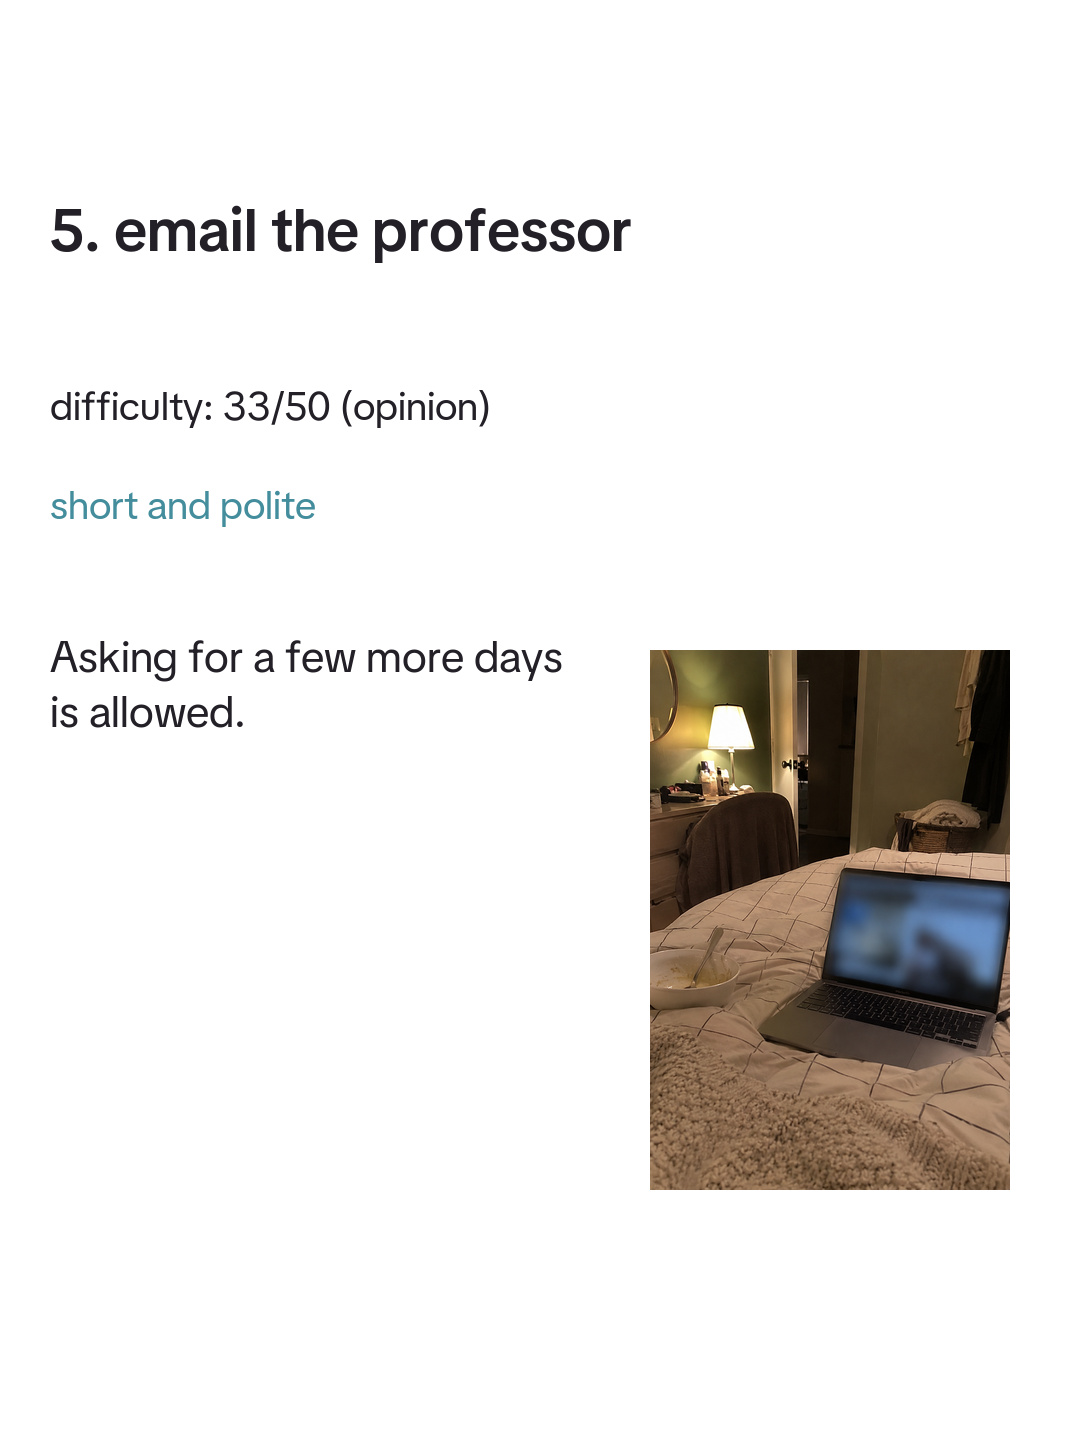 5. email the professor
difficulty: 33/50 (opinion)
short and polite
Asking for a few more days
is allowed.